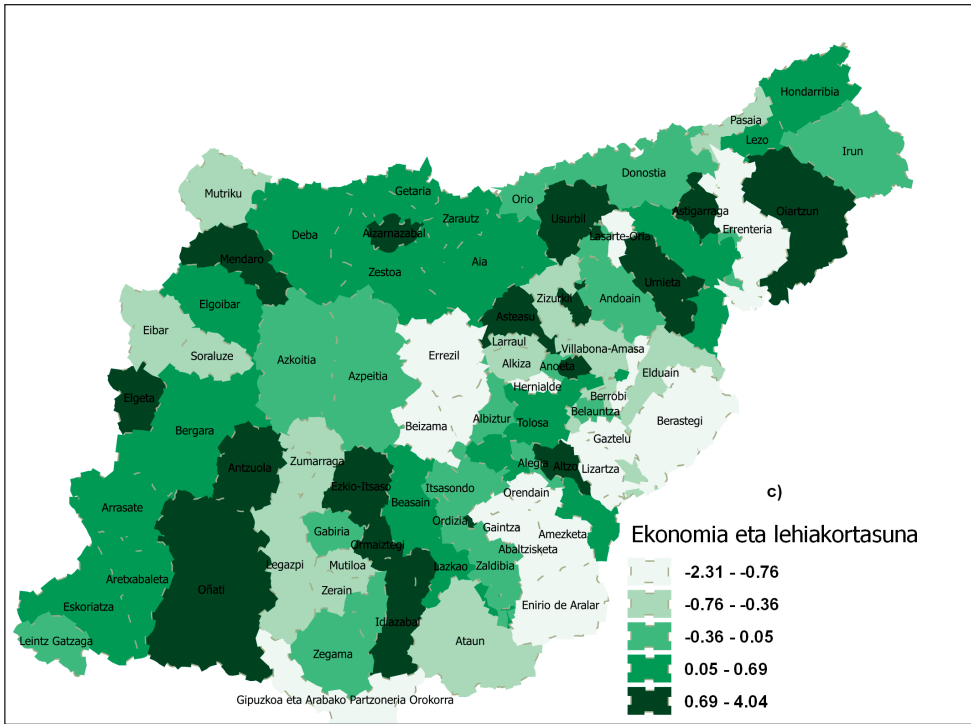 Hondarribia
Pasaia
Lezo
Irun
Donostia
Mutriku
Getaria
Orio
Zarautz
Usurbil
Astigarraga
Oiartzun
Aizarnazabal
Deba
Lasarte-Oria
Errenteria
Mendaro
Zestoa
Aia
Urnieta
Elgoibar
Zizurkil
Andoain
Asteasu
Eibar
Larraul
Villabona-Amasa
Soraluze
Azkoitia
Errezil
Alkiza
Anoeta
Elduain
Azpeitia
Hernialde
Elgeta
Berrobi
Belauntza
Albiztur
Tolosa
Berastegi
Bergara
Beizama
Gaztelu
Zumarraga
Antzuola
Alegia
Altzo
Lizartza
Ezkio-Itsaso
Itsasondo
Orendain
c)
Beasain
Arrasate
Ordizia
Gabiria
Gaintza
Amezketa
Ekonomia eta lehiakortasuna
Ormaiztegi
Abaltzisketa
Legazpi
Mutiloa
Lazkao
Zaldibia
-2.31 - -0.76
Aretxabaleta
Oñati
Zerain
Eskoriatza
Enirio de Aralar
-0.76 - -0.36
Idiazabal
Leintz Gatzaga
Ataun
-0.36 - 0.05
Zegama
0.05 - 0.69
Gipuzkoa eta Arabako Partzoneria Orokorra
0.69 - 4.04